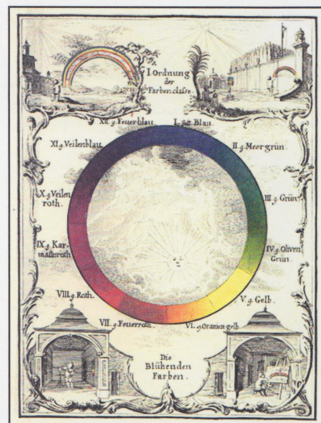 I. Ordnung
der
Farbenclasse.
XII. g. Feuerblau.
I. g. Blau.
XI. g. Veilenblau.
II. g. Meergrün.
X. g. Veilen
roth.
III. g. Grün.
IX. g. Kar
IV. g. Oliven
Grün.
VIII. g. Roth.
V. g. Gelb.
VII. g. Feuerroth.
VI. g. Oranien gelb.
Die
Blühenden
Farben.